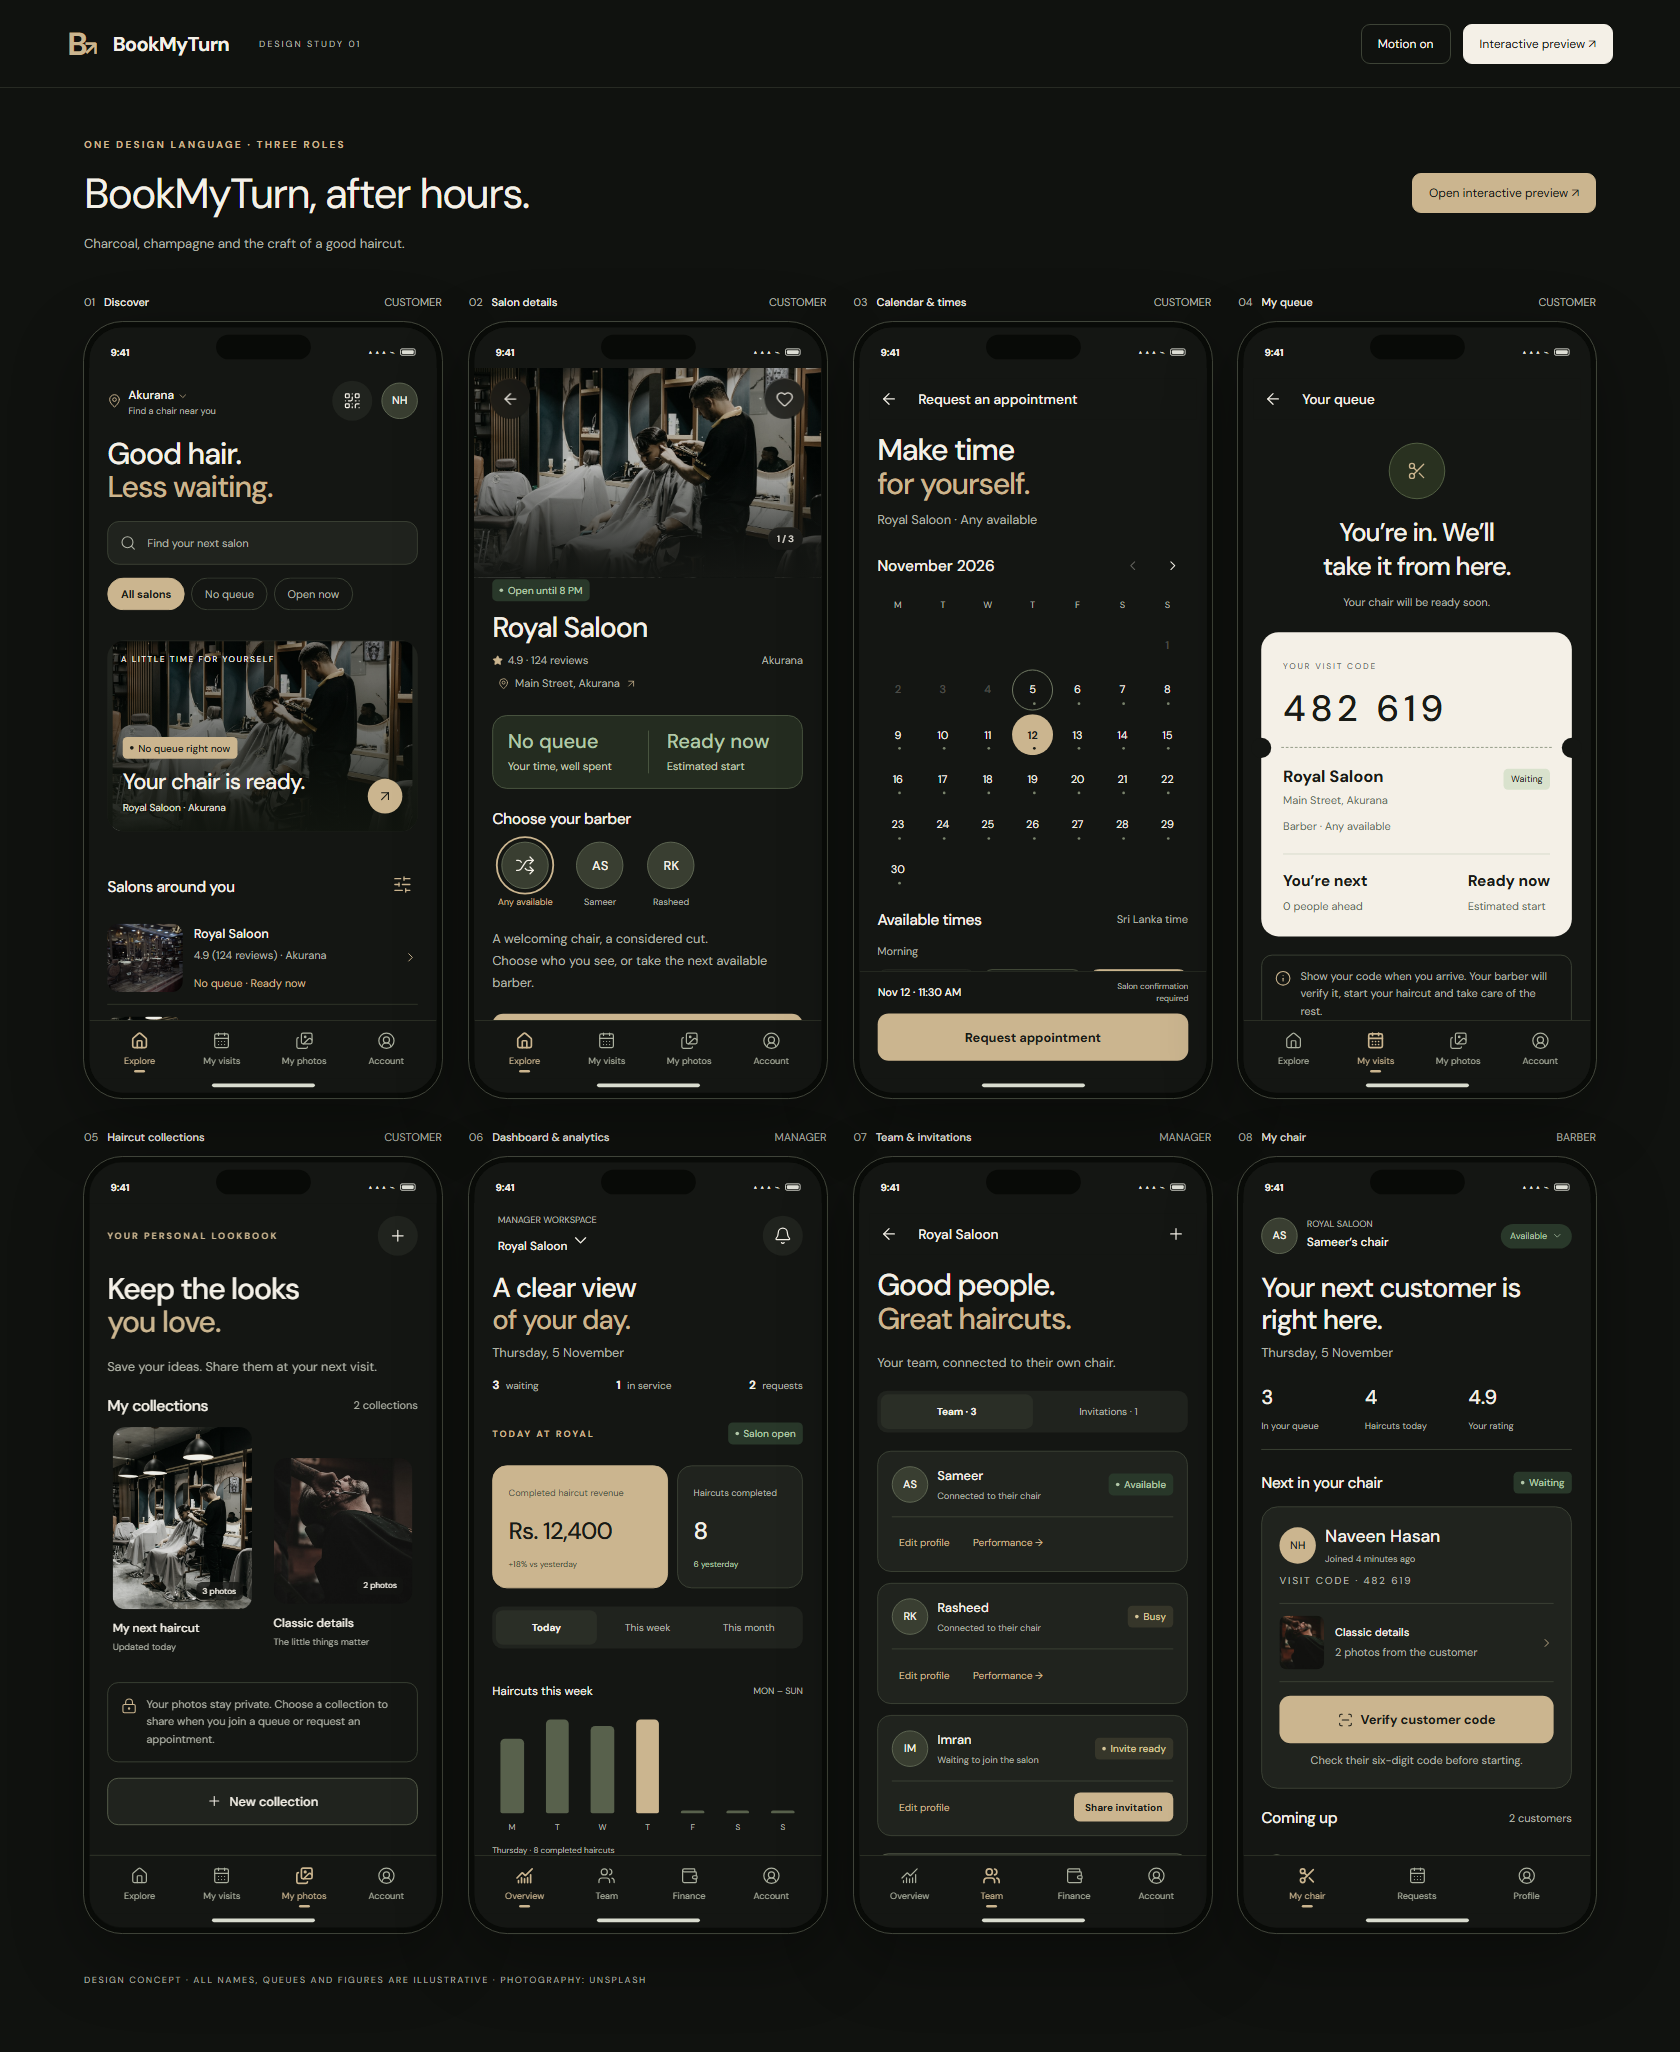 BookMyTurn
DESIGN STUDY 01
Motion on
Interactive preview ↗
ONE DESIGN LANGUAGE · THREE ROLES
BookMyTurn, after hours.
Open interactive preview ↗
Charcoal, champagne and the craft of a good haircut.
01 Discover CUSTOMER
9:41
Akurana
Find a chair near you
NH
Good hair.
Less waiting.
Find your next salon
All salons
No queue
Open now
A LITTLE TIME FOR YOURSELF
• No queue right now
Your chair is ready.
Royal Saloon · Akurana
Salons around you
Royal Saloon
4.9 (124 reviews) · Akurana
No queue · Ready now
Explore
My visits
My photos
Account
02 Salon details CUSTOMER
9:41
1 / 3
• Open until 8 PM
Royal Saloon
★ 4.9 · 124 reviews
Akurana
Main Street, Akurana ↗
No queue
Your time, well spent
Ready now
Estimated start
Choose your barber
AS
RK
Any available
Sameer
Rasheed
A welcoming chair, a considered cut.
Choose who you see, or take the next available
barber.
Explore
My visits
My photos
Account
03 Calendar & times CUSTOMER
9:41
Request an appointment
Make time
for yourself.
Royal Saloon · Any available
November 2026
M T W T F S S
1
2 3 4 5 6 7 8
9 10 11 12 13 14 15
16 17 18 19 20 21 22
23 24 25 26 27 28 29
30
Available times
Sri Lanka time
Morning
Nov 12 · 11:30 AM
Salon confirmation
required
Request appointment
04 My queue CUSTOMER
9:41
Your queue
You're in. We'll
take it from here.
Your chair will be ready soon.
YOUR VISIT CODE
482 619
Royal Saloon
Waiting
Main Street, Akurana
Barber · Any available
You're next
Ready now
0 people ahead
Estimated start
Show your code when you arrive. Your barber will
verify it, start your haircut and take care of the
rest.
Explore
My visits
My photos
Account
05 Haircut collections CUSTOMER
9:41
YOUR PERSONAL LOOKBOOK
Keep the looks
you love.
Save your ideas. Share them at your next visit.
My collections
2 collections
3 photos
2 photos
My next haircut
Updated today
Classic details
The little things matter
Your photos stay private. Choose a collection to
share when you join a queue or request an
appointment.
+ New collection
Explore
My visits
My photos
Account
06 Dashboard & analytics MANAGER
9:41
MANAGER WORKSPACE
Royal Saloon
A clear view
of your day.
Thursday, 5 November
3 waiting
1 in service
2 requests
TODAY AT ROYAL
• Salon open
Completed haircut revenue
Rs. 12,400
+18% vs yesterday
Haircuts completed
8
6 yesterday
Today
This week
This month
Haircuts this week
MON – SUN
M T W T F S S
Thursday · 8 completed haircuts
Overview
Team
Finance
Account
07 Team & invitations MANAGER
9:41
Royal Saloon
Good people.
Great haircuts.
Your team, connected to their own chair.
Team · 3
Invitations · 1
AS
Sameer
Connected to their chair
• Available
Edit profile
Performance →
RK
Rasheed
Connected to their chair
• Busy
Edit profile
Performance →
IM
Imran
Waiting to join the salon
• Invite ready
Edit profile
Share invitation
Overview
Team
Finance
Account
08 My chair BARBER
9:41
AS
ROYAL SALOON
Sameer's chair
Available
Your next customer is
right here.
Thursday, 5 November
3
In your queue
4
Haircuts today
4.9
Your rating
Next in your chair
• Waiting
NH
Naveen Hasan
Joined 4 minutes ago
VISIT CODE · 482 619
Classic details
2 photos from the customer
Verify customer code
Check their six-digit code before starting.
Coming up
2 customers
My chair
Requests
Profile
DESIGN CONCEPT · ALL NAMES, QUEUES AND FIGURES ARE ILLUSTRATIVE · PHOTOGRAPHY: UNSPLASH